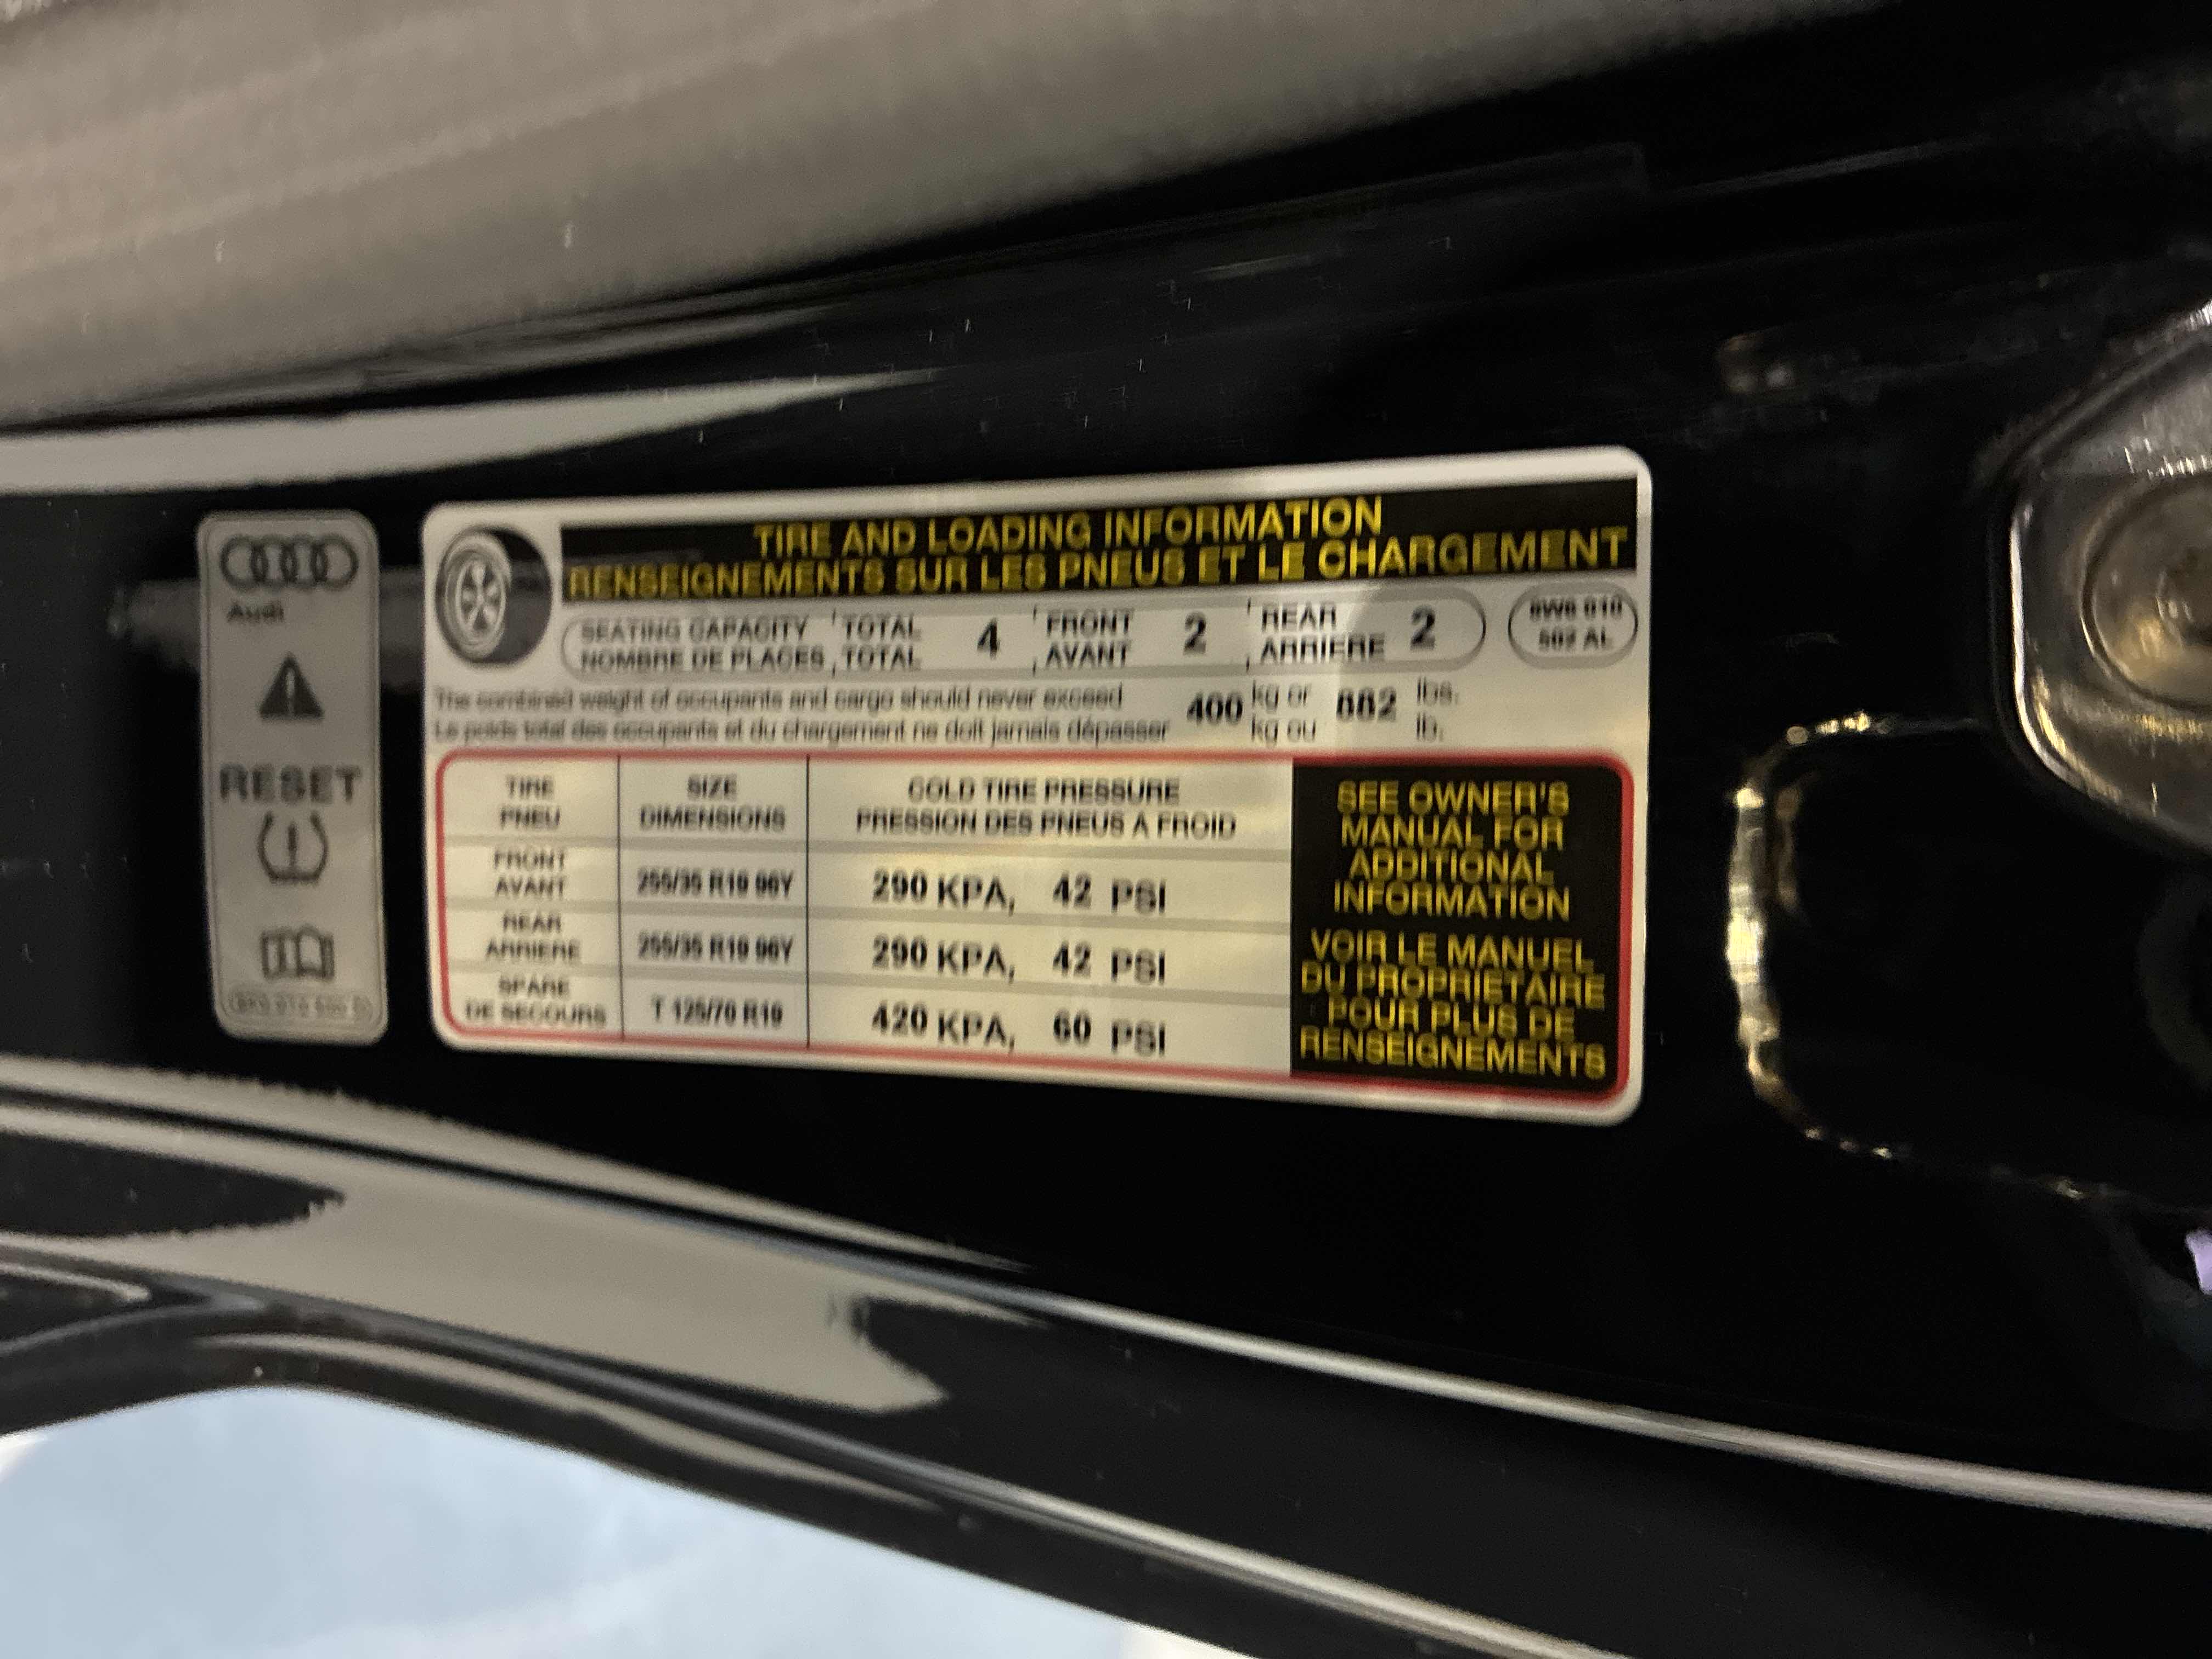 Audi
RESET
TIRE AND LOADING INFORMATION
RENSEIGNEMENTS SUR LES PNEUS ET LE CHARGEMENT
SEATING CAPACITY TOTAL 4 FRONT 2 REAR 2
NOMBRE DE PLACES TOTAL AVANT ARRIERE
8W6 010
502 AL
The combined weight of occupants and cargo should never exceed 400 kg or 882 lbs.
Le poids total des occupants et du chargement ne doit jamais dépasser kg ou lb.
TIRE SIZE COLD TIRE PRESSURE
PNEU DIMENSIONS PRESSION DES PNEUS A FROID
FRONT
AVANT 255/35 R19 96Y 290 KPA, 42 PSI
REAR
ARRIERE 255/35 R19 96Y 290 KPA, 42 PSI
SPARE
DE SECOURS T 125/70 R19 420 KPA, 60 PSI
SEE OWNER'S
MANUAL FOR
ADDITIONAL
INFORMATION
VOIR LE MANUEL
DU PROPRIETAIRE
POUR PLUS DE
RENSEIGNEMENTS